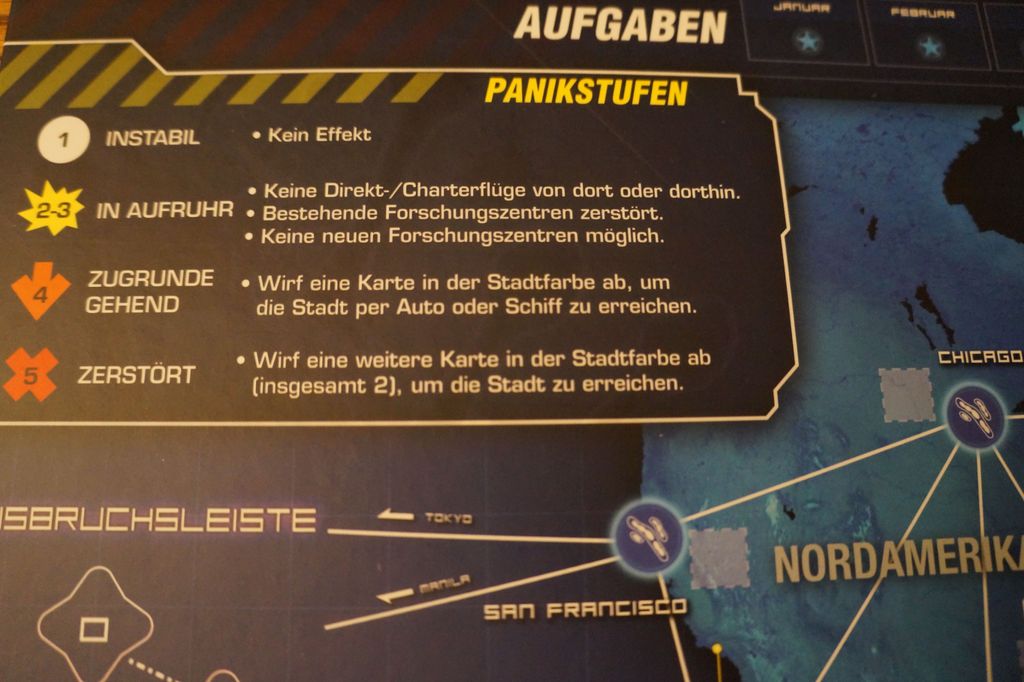 AUFGABEN
JANUAR
FEBRUAR
PANIKSTUFEN
1 INSTABIL • Kein Effekt
2-3 IN AUFRUHR
• Keine Direkt-/Charterflüge von dort oder dorthin.
• Bestehende Forschungszentren zerstört.
• Keine neuen Forschungszentren möglich.
4 ZUGRUNDE
GEHEND
• Wirf eine Karte in der Stadtfarbe ab, um
die Stadt per Auto oder Schiff zu erreichen.
5 ZERSTÖRT
• Wirf eine weitere Karte in der Stadtfarbe ab
(insgesamt 2), um die Stadt zu erreichen.
CHICAGO
USBRUCHSLEISTE
TOKYO
MANILA
SAN FRANCISCO
NORDAMERIKA